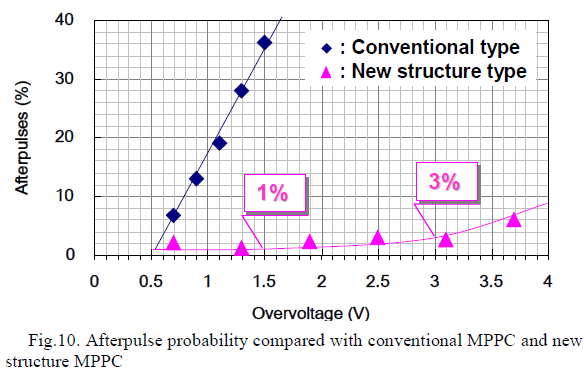 40
30
20
10
0
Afterpulses (%)
◆ : Conventional type
▲ : New structure type
1%
3%
0 0.5 1 1.5 2 2.5 3 3.5 4
Overvoltage (V)
Fig.10. Afterpulse probability compared with conventional MPPC and new
structure MPPC